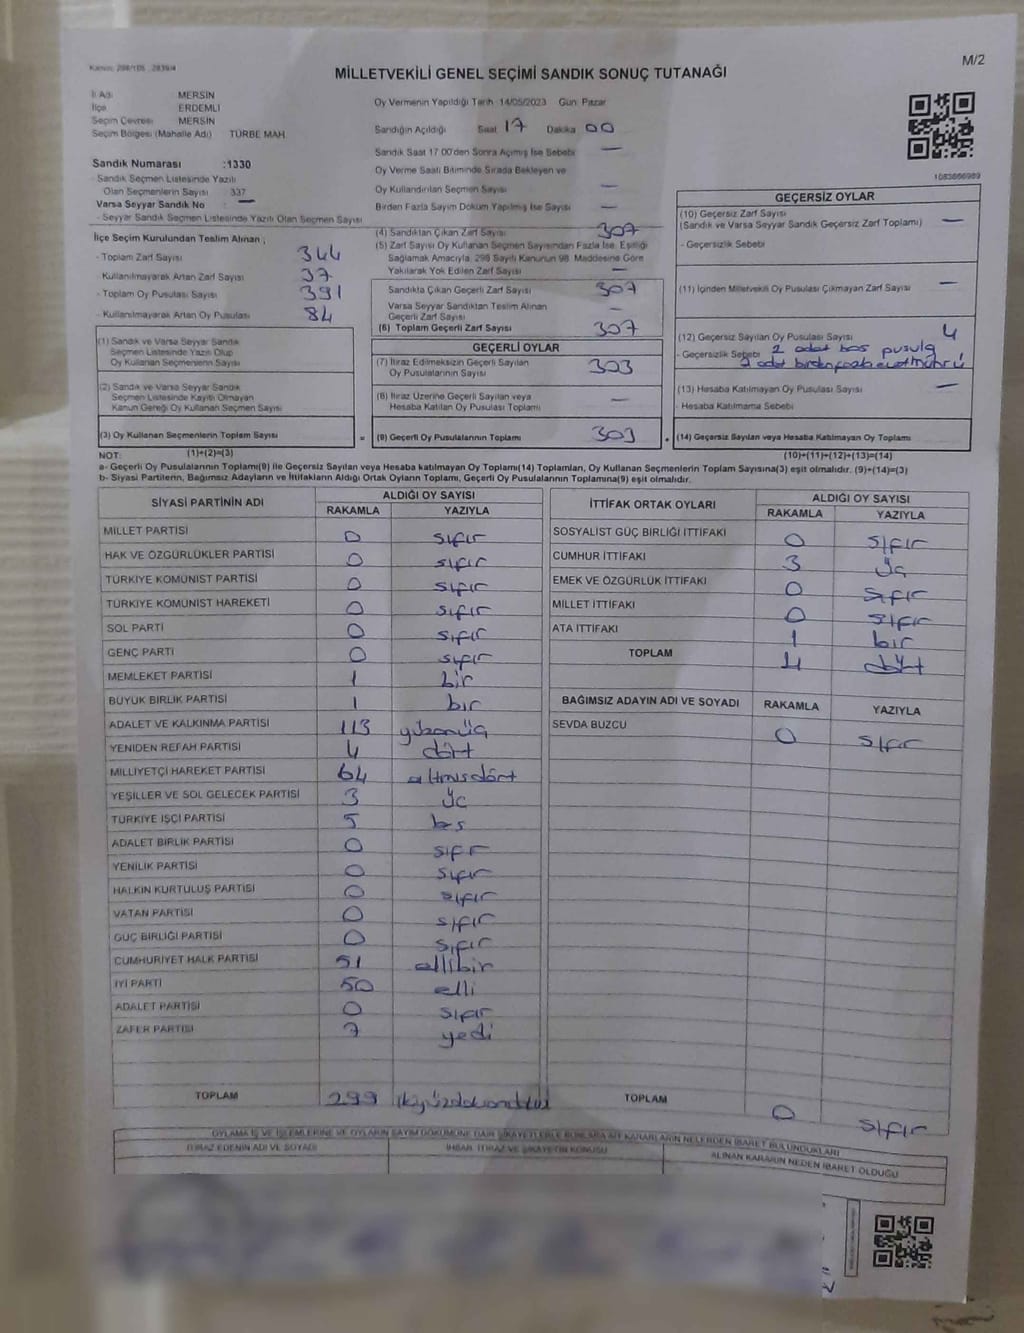 M/2
MİLLETVEKİLİ GENEL SEÇİMİ SANDIK SONUÇ TUTANAĞI
İl Adı MERSİN
İlçe ERDEMLİ
Seçim Çevresi MERSİN
Seçim Bölgesi (Mahalle Adı) TÜRBE MAH.
Sandık Numarası :1330
- Sandık Seçmen Listesinde Yazılı
Olan Seçmenlerin Sayısı 337
Varsa Seyyar Sandık No : —
- Seyyar Sandık Seçmen Listesinde Yazılı Olan Seçmen Sayısı
İlçe Seçim Kurulundan Teslim Alınan ;
- Toplam Zarf Sayısı 344
- Kullanılmayarak Artan Zarf Sayısı 37
- Toplam Oy Pusulası Sayısı 391
- Kullanılmayarak Artan Oy Pusulası 84
(1) Sandık ve Varsa Seyyar Sandık
Seçmen Listesinde Yazılı Olup
Oy Kullanan Seçmenlerin Sayısı
(2) Sandık ve Varsa Seyyar Sandık
Seçmen Listesinde Kayıtlı Olmayan
Kanun Gereği Oy Kullanan Seçmen Sayısı
(3) Oy Kullanan Seçmenlerin Toplam Sayısı =
Oy Vermenin Yapıldığı Tarih 14/05/2023 Gün Pazar
Sandığın Açıldığı Saat 17 Dakika 00
Sandık Saat 17.00'den Sonra Açımış İse Sebebi —
Oy Verme Saati Bitiminde Sırada Bekleyen ve
Oy Kullandırılan Seçmen Sayısı —
Birden Fazla Sayım Döküm Yapılmış İse Sayısı —
(4) Sandıktan Çıkan Zarf Sayısı 307
(5) Zarf Sayısı Oy Kullanan Seçmen Sayısından Fazla İse, Eşitliği
Sağlamak Amacıyla, 298 Sayılı Kanunun 98. Maddesine Göre
Yakılarak Yok Edilen Zarf Sayısı —
Sandıkta Çıkan Geçerli Zarf Sayısı 307
Varsa Seyyar Sandıktan Teslim Alınan
Geçerli Zarf Sayısı —
(6) Toplam Geçerli Zarf Sayısı 307
GEÇERLİ OYLAR
(7) İtiraz Edilmeksizin Geçerli Sayılan
Oy Pusulalarının Sayısı 303
(8) İtiraz Üzerine Geçerli Sayılan veya
Hesaba Katılan Oy Pusulası Toplamı —
(9) Geçerli Oy Pusulalarının Toplamı 303
1083866989
GEÇERSİZ OYLAR
(10) Geçersiz Zarf Sayısı
(Sandık ve Varsa Seyyar Sandık Geçersiz Zarf Toplamı) —
- Geçersizlik Sebebi
(11) İçinden Milletvekili Oy Pusulası Çıkmayan Zarf Sayısı —
(12) Geçersiz Sayılan Oy Pusulası Sayısı 4
- Geçersizlik Sebebi 2 adet boş pusula
2 adet birden fazla evet mührü
(13) Hesaba Katılmayan Oy Pusulası Sayısı —
- Hesaba Katılmama Sebebi
(14) Geçersiz Sayılan veya Hesaba Katılmayan Oy Toplamı
NOT: (1)+(2)=(3) (10)+(11)+(12)+(13)=(14)
a- Geçerli Oy Pusulalarının Toplamı(9) ile Geçersiz Sayılan veya Hesaba katılmayan Oy Toplamı(14) Toplamları, Oy Kullanan Seçmenlerin Toplam Sayısına(3) eşit olmalıdır. (9)+(14)=(3)
b- Siyasi Partilerin, Bağımsız Adayların ve İttifakların Aldığı Ortak Oyların Toplamı, Geçerli Oy Pusulalarının Toplamına(9) eşit olmalıdır.
SİYASİ PARTİNİN ADI ALDIĞI OY SAYISI
RAKAMLA YAZIYLA
MİLLET PARTİSİ 0 sıfır
HAK VE ÖZGÜRLÜKLER PARTİSİ 0 sıfır
TÜRKİYE KOMÜNİST PARTİSİ 0 sıfır
TÜRKİYE KOMÜNİST HAREKETİ 0 sıfır
SOL PARTİ 0 sıfır
GENÇ PARTİ 0 sıfır
MEMLEKET PARTİSİ 1 bir
BÜYÜK BİRLİK PARTİSİ 1 bir
ADALET VE KALKINMA PARTİSİ 113 yüzonüç
YENİDEN REFAH PARTİSİ 4 dört
MİLLİYETÇİ HAREKET PARTİSİ 64 altmısdört
YEŞİLLER VE SOL GELECEK PARTİSİ 3 üç
TÜRKİYE İŞÇİ PARTİSİ 5 bş
ADALET BİRLİK PARTİSİ 0 sıfır
YENİLİK PARTİSİ 0 sıfır
HALKIN KURTULUŞ PARTİSİ 0 sıfır
VATAN PARTİSİ 0 sıfır
GÜÇ BİRLİĞİ PARTİSİ 0 sıfır
CUMHURİYET HALK PARTİSİ 51 ellibir
İYİ PARTİ 50 elli
ADALET PARTİSİ 0 sıfır
ZAFER PARTİSİ 7 yedi
TOPLAM 299
İTTİFAK ORTAK OYLARI ALDIĞI OY SAYISI
RAKAMLA YAZIYLA
SOSYALİST GÜÇ BİRLİĞİ İTTİFAKI 0 sıfır
CUMHUR İTTİFAKI 3 üç
EMEK VE ÖZGÜRLÜK İTTİFAKI 0 sıfır
MİLLET İTTİFAKI 0 sıfır
ATA İTTİFAKI 1 bir
TOPLAM 4 dört
BAĞIMSIZ ADAYIN ADI VE SOYADI RAKAMLA YAZIYLA
SEVDA BUZCU 0 sıfır
TOPLAM 0 sıfır
OYLAMA İŞ VE İŞLEMLERİNE VE OYLARIN SAYIM DÖKÜMÜNE DAİR ŞİKAYETLERLE BUNLARA AİT KARARLARIN NELERDEN İBARET BULUNDUKLARI
İTİRAZ EDENİN ADI VE SOYADI İHBAR, İTİRAZ VE ŞİKAYETİN KONUSU ALINAN KARARIN NEDEN İBARET OLDUĞU